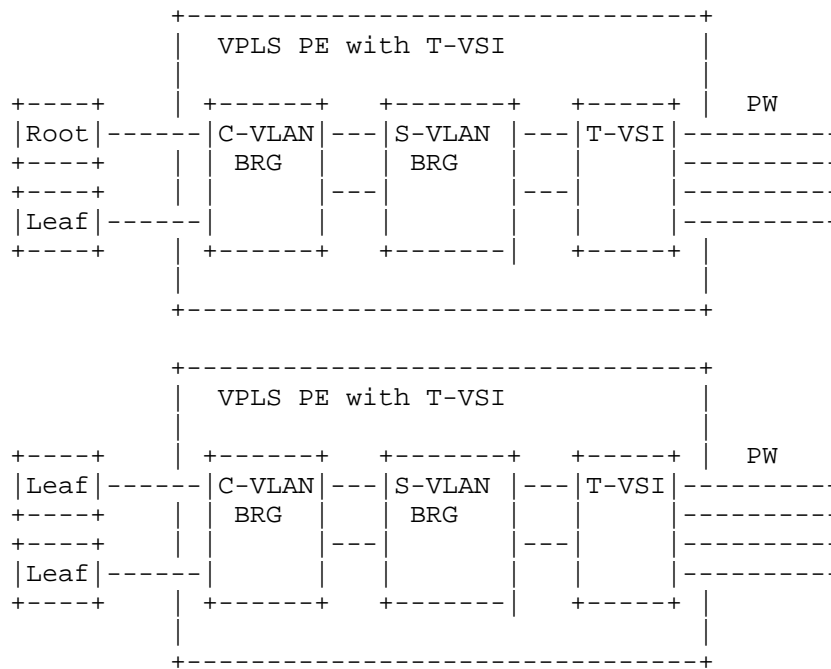 VPLS PE with T-VSI
PW
Root C-VLAN S-VLAN T-VSI
BRG BRG
Leaf
VPLS PE with T-VSI
PW
Leaf C-VLAN S-VLAN T-VSI
BRG BRG
Leaf